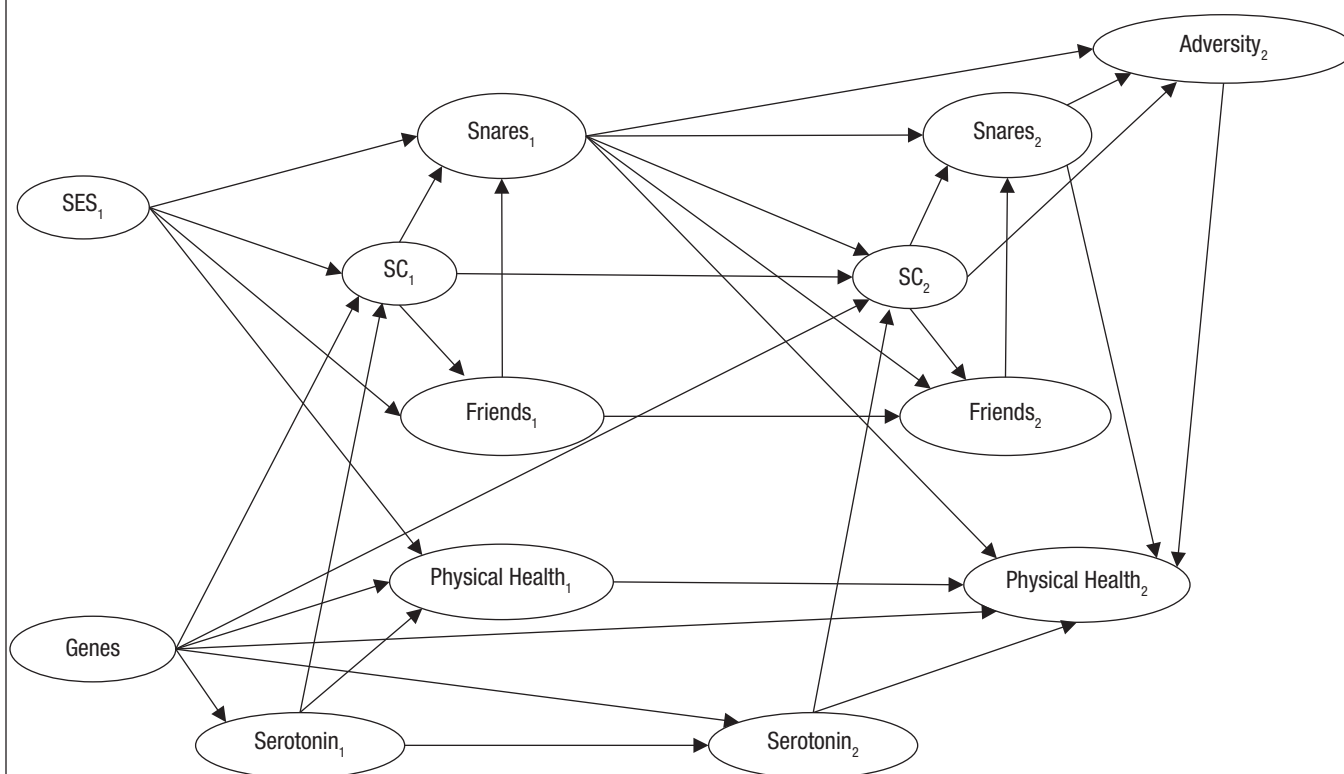 Adversity₂
Snares₁
Snares₂
SES₁
SC₁
SC₂
Friends₁
Friends₂
Physical Health₁
Physical Health₂
Genes
Serotonin₁
Serotonin₂